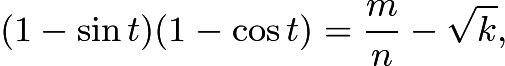 (1 − sin t)(1 − cos t) = m/n − √k,